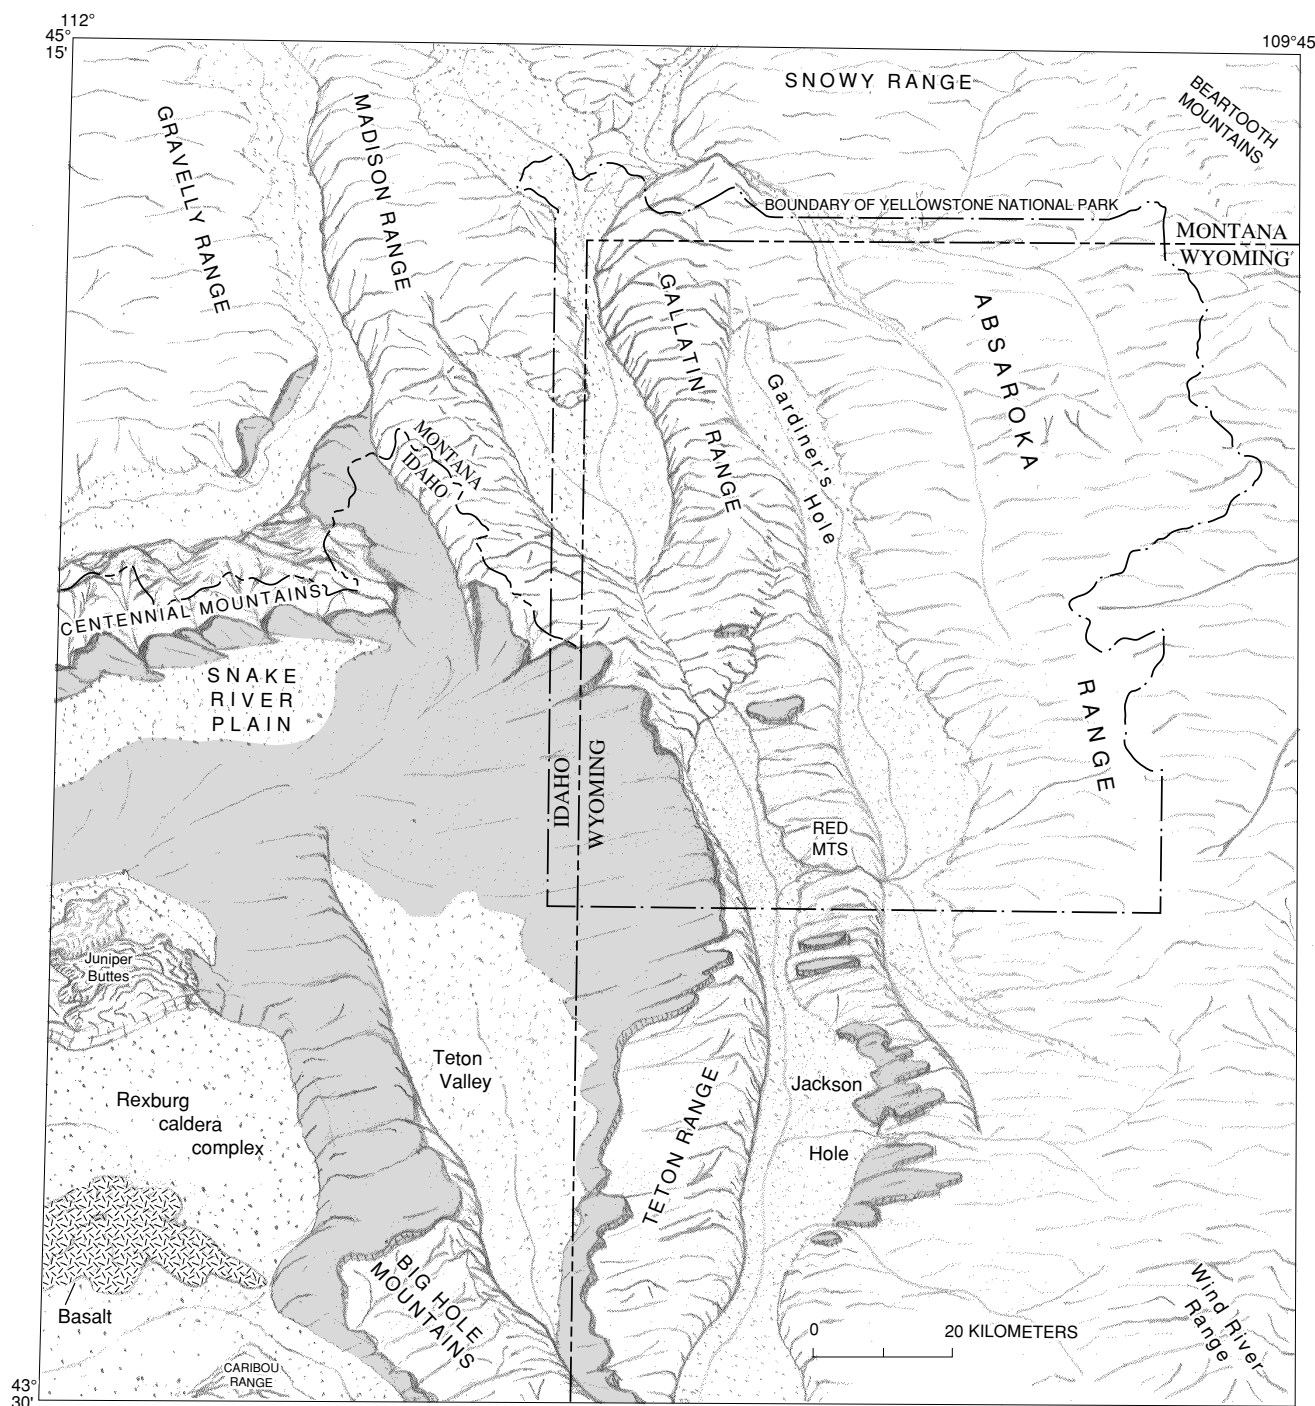 112°
45°
15'
109°45'
SNOWY RANGE
BEARTOOTH
MOUNTAINS
GRAVELLY RANGE
MADISON RANGE
BOUNDARY OF YELLOWSTONE NATIONAL PARK
MONTANA
WYOMING
GALLATIN RANGE
ABSAROKA RANGE
Gardiner's Hole
MONTANA
IDAHO
CENTENNIAL MOUNTAINS
SNAKE
RIVER
PLAIN
IDAHO
WYOMING
RED
MTS
Juniper
Buttes
Teton
Valley
Jackson
Hole
Rexburg
caldera
complex
TETON RANGE
BIG HOLE
MOUNTAINS
Basalt
Wind River
Range
0 20 KILOMETERS
CARIBOU
RANGE
43°
30'